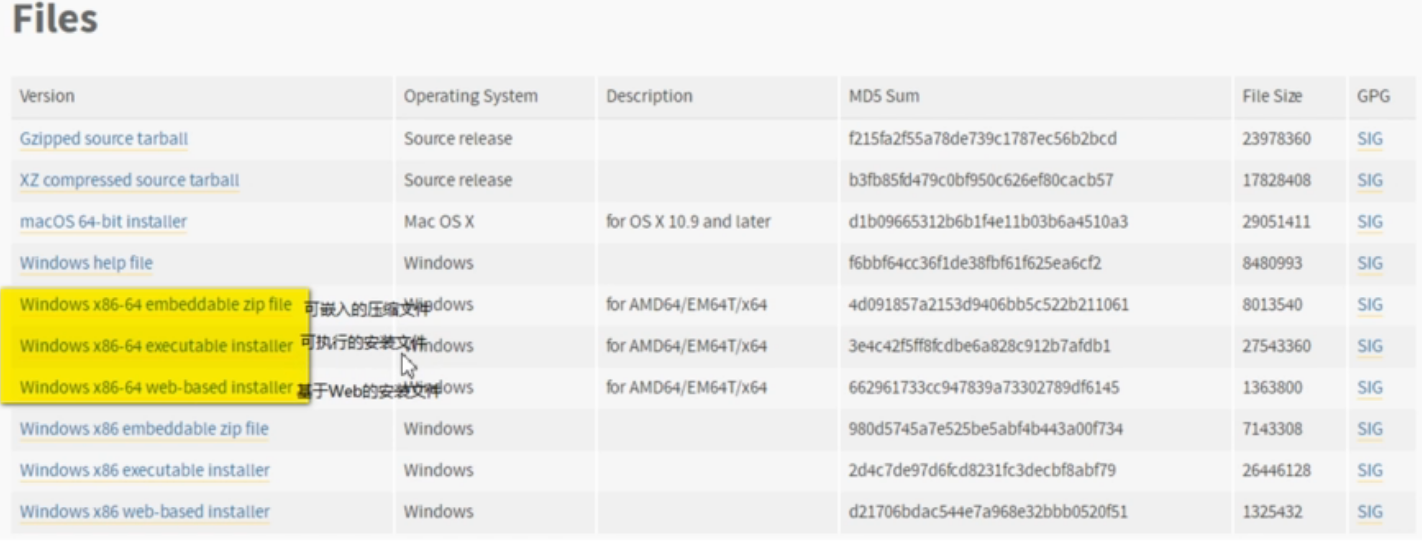 Files
Version Operating System Description MD5 Sum File Size GPG
Gzipped source tarball Source release f215fa2f55a78de739c1787ec56b2bcd 23978360 SIG
XZ compressed source tarball Source release b3fb85fd479c0bf950c626ef80cacb57 17828408 SIG
macOS 64-bit installer Mac OS X for OS X 10.9 and later d1b09665312b6b1f4e11b03b6a4510a3 29051411 SIG
Windows help file Windows f6bbf64cc36f1de38fbf61f625ea6cf2 8480993 SIG
Windows x86-64 embeddable zip file 可嵌入的压缩文件 Windows for AMD64/EM64T/x64 4d091857a2153d9406bb5c522b211061 8013540 SIG
Windows x86-64 executable installer 可执行的安装文件 Windows for AMD64/EM64T/x64 3e4c42f5ff8fcdbe6a828c912b7afdb1 27543360 SIG
Windows x86-64 web-based installer 基于Web的安装文件 Windows for AMD64/EM64T/x64 662961733cc947839a73302789df6145 1363800 SIG
Windows x86 embeddable zip file Windows 980d5745a7e525be5abf4b443a00f734 7143308 SIG
Windows x86 executable installer Windows 2d4c7de97d6fcd8231fc3decbf8abf79 26446128 SIG
Windows x86 web-based installer Windows d21706bdac544e7a968e32bbb0520f51 1325432 SIG